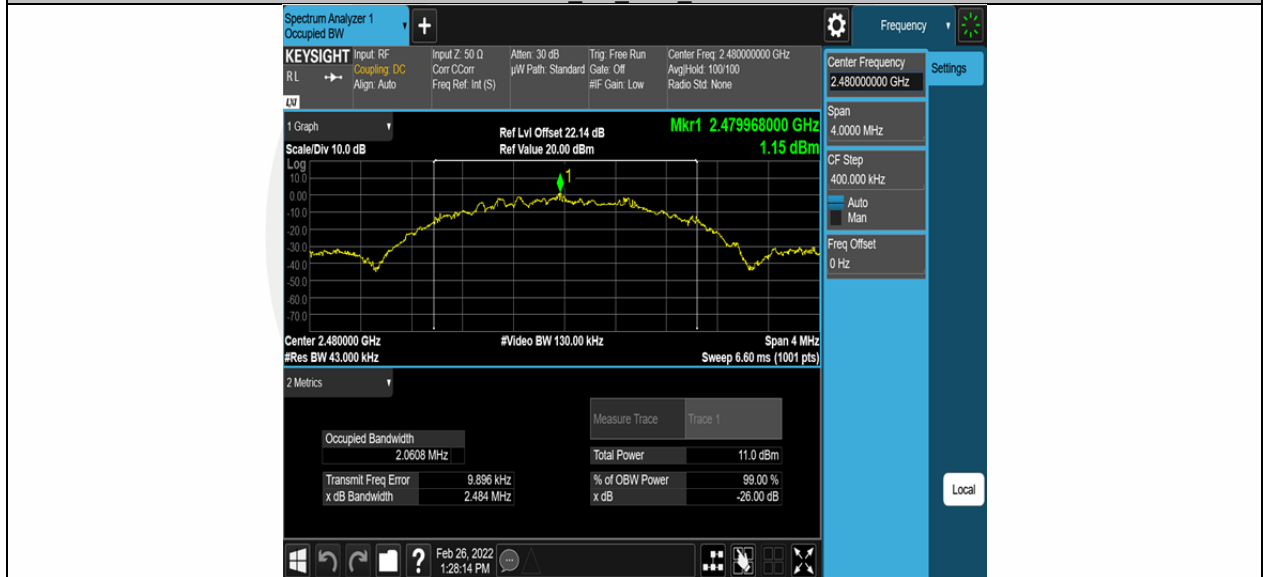 Spectrum Analyzer 1
Occupied BW
Frequency
KEYSIGHT
RL
LXI
Input: RF
Coupling: DC
Align: Auto
Input Z: 50 Ω
Corr CCorr
Freq Ref: Int (S)
Atten: 30 dB
µW Path: Standard
Trig: Free Run
Gate: Off
#IF Gain: Low
Center Freq: 2.480000000 GHz
Avg|Hold: 100/100
Radio Std: None
Center Frequency
2.480000000 GHz
Settings
Span
4.0000 MHz
CF Step
400.000 kHz
Auto
Man
Freq Offset
0 Hz
Local
1 Graph
Scale/Div 10.0 dB
Ref Lvl Offset 22.14 dB
Ref Value 20.00 dBm
Mkr1 2.479968000 GHz
1.15 dBm
Log
10.0
0.00
-10.0
-20.0
-30.0
-40.0
-50.0
-60.0
-70.0
1
Center 2.480000 GHz
#Res BW 43.000 kHz
#Video BW 130.00 kHz
Span 4 MHz
Sweep 6.60 ms (1001 pts)
2 Metrics
Measure Trace Trace 1
Occupied Bandwidth
2.0608 MHz
Total Power 11.0 dBm
Transmit Freq Error 9.896 kHz
% of OBW Power 99.00 %
x dB Bandwidth 2.484 MHz
x dB -26.00 dB
?
Feb 26, 2022
1:28:14 PM